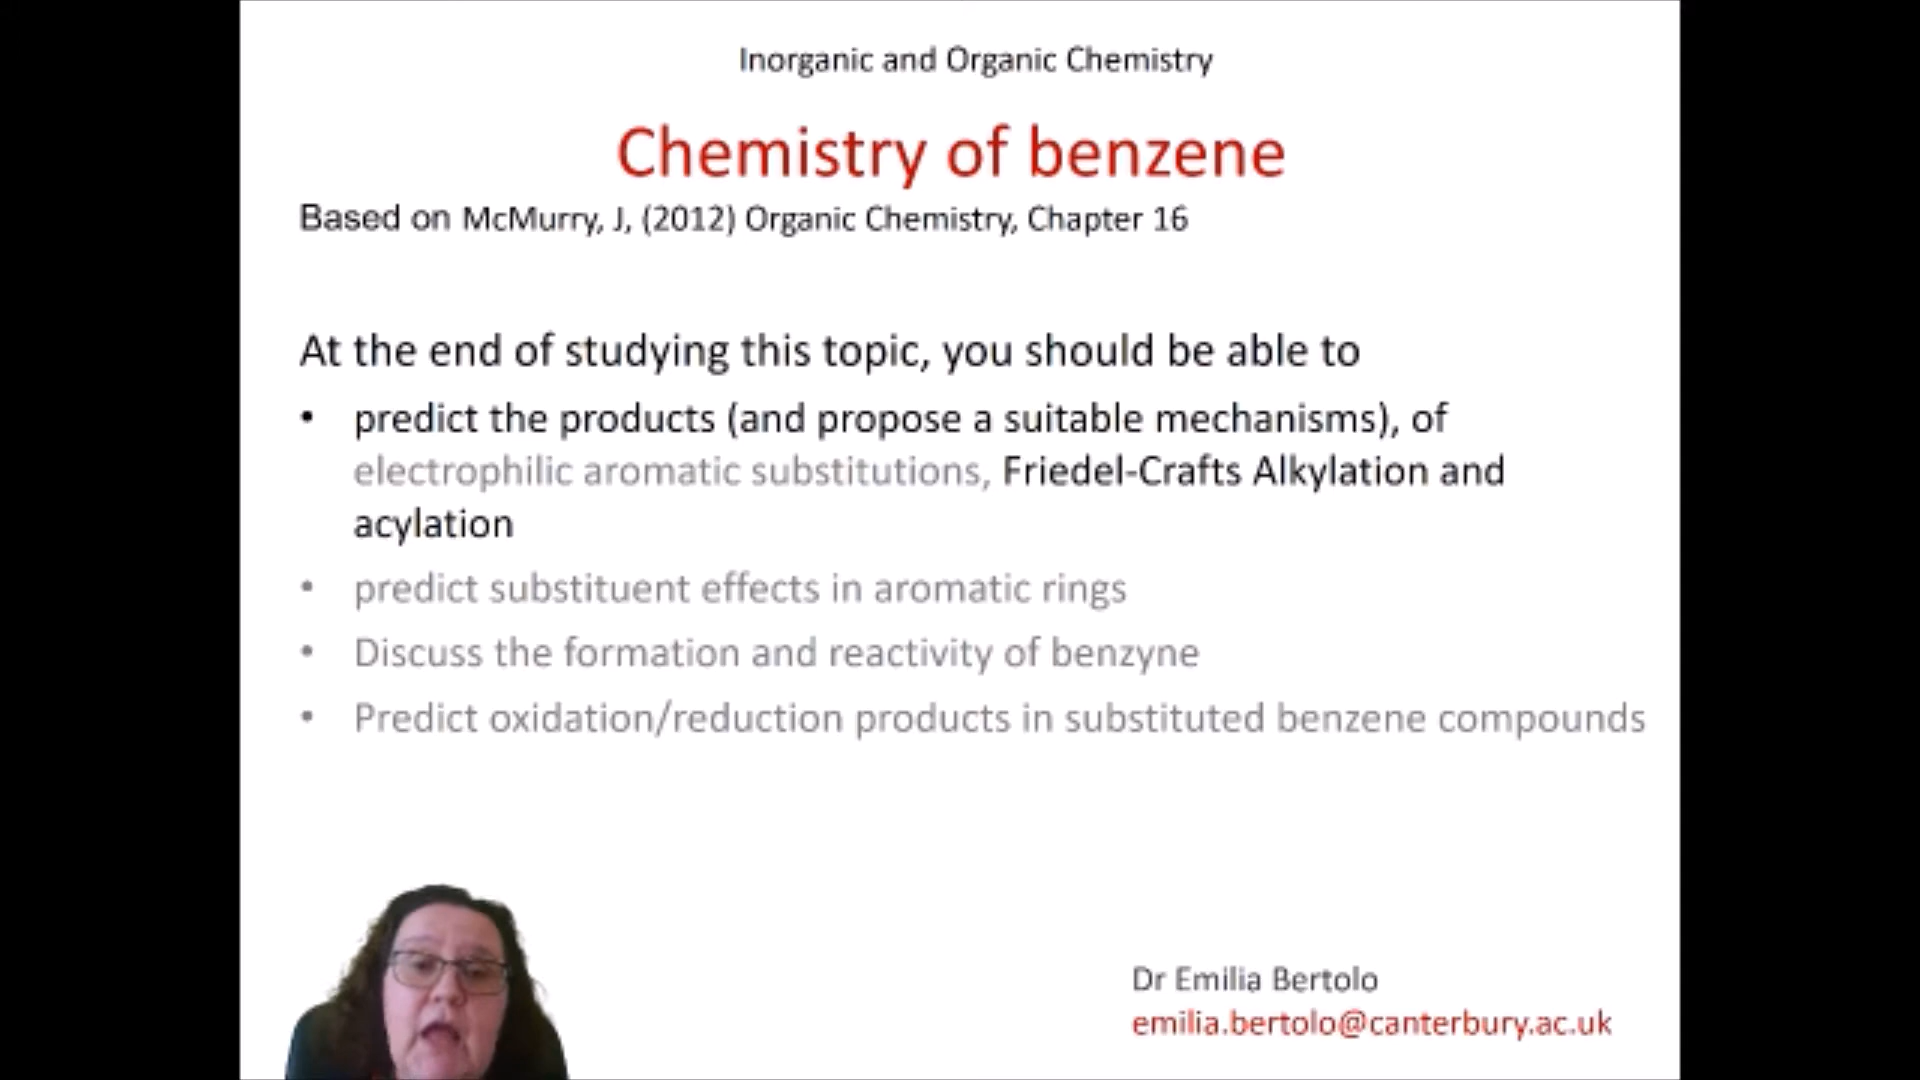 Inorganic and Organic Chemistry
Chemistry of benzene
Based on McMurry, J, (2012) Organic Chemistry, Chapter 16
At the end of studying this topic, you should be able to
• predict the products (and propose a suitable mechanisms), of
electrophilic aromatic substitutions, Friedel-Crafts Alkylation and
acylation
• predict substituent effects in aromatic rings
• Discuss the formation and reactivity of benzyne
• Predict oxidation/reduction products in substituted benzene compounds
Dr Emilia Bertolo
emilia.bertolo@canterbury.ac.uk